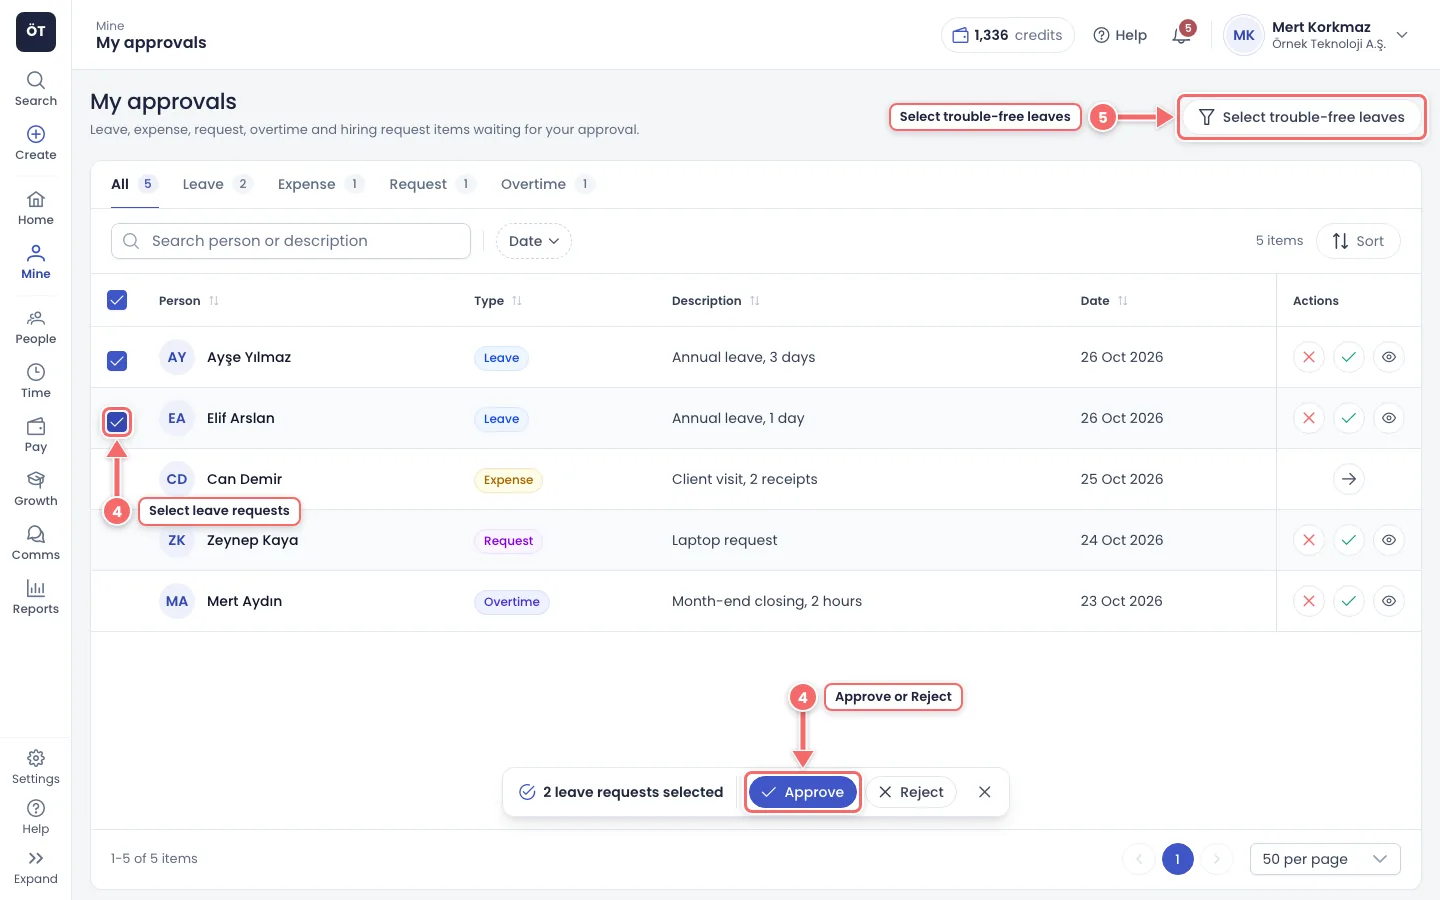 ÖT
Mine
My approvals
1,336 credits
Help
5
MK
Mert Korkmaz
Örnek Teknoloji A.Ş.
Search
Create
Home
Mine
People
Time
Pay
Growth
Comms
Reports
Settings
Help
Expand
My approvals
Leave, expense, request, overtime and hiring request items waiting for your approval.
Select trouble-free leaves
5
Select trouble-free leaves
All 5
Leave 2
Expense 1
Request 1
Overtime 1
Search person or description
Date
5 items
Sort
Person Type Description Date Actions
AY Ayşe Yılmaz Leave Annual leave, 3 days 26 Oct 2026
EA Elif Arslan Leave Annual leave, 1 day 26 Oct 2026
CD Can Demir Expense Client visit, 2 receipts 25 Oct 2026
4 Select leave requests
ZK Zeynep Kaya Request Laptop request 24 Oct 2026
MA Mert Aydın Overtime Month-end closing, 2 hours 23 Oct 2026
4 Approve or Reject
2 leave requests selected
Approve
Reject
1-5 of 5 items
1
50 per page